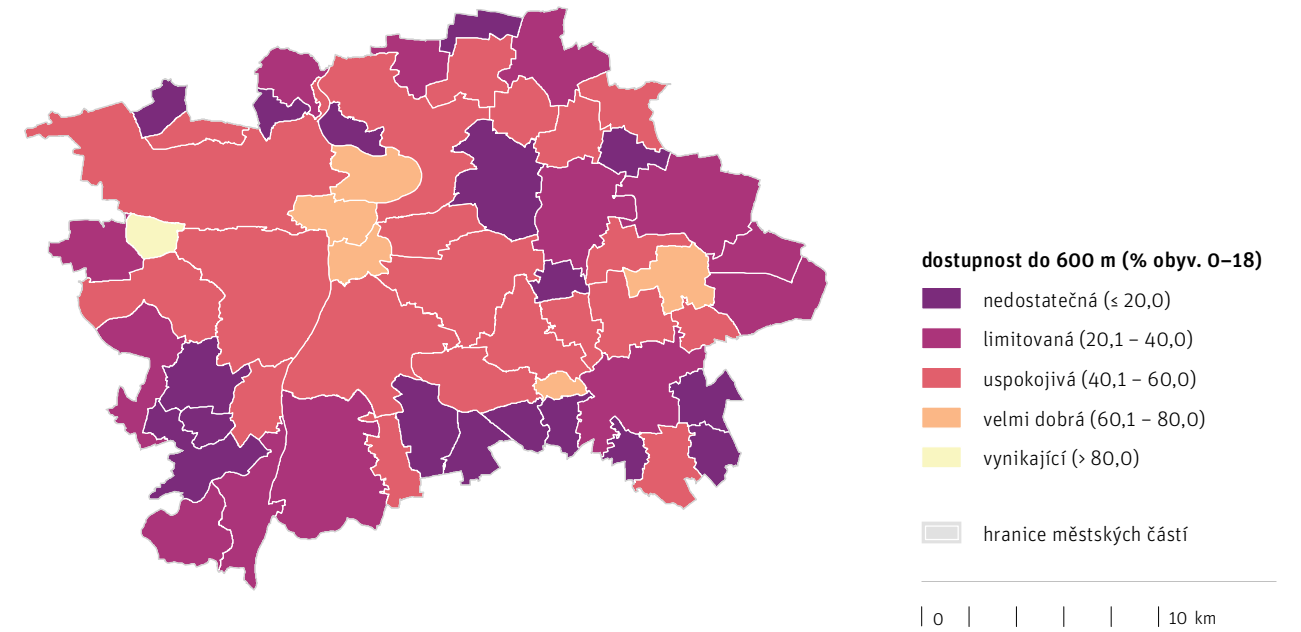 dostupnost do 600 m (% obyv. 0–18)
nedostatečná (≤ 20,0)
limitovaná (20,1 – 40,0)
uspokojivá (40,1 – 60,0)
velmi dobrá (60,1 – 80,0)
vynikající (> 80,0)
hranice městských částí
0 10 km